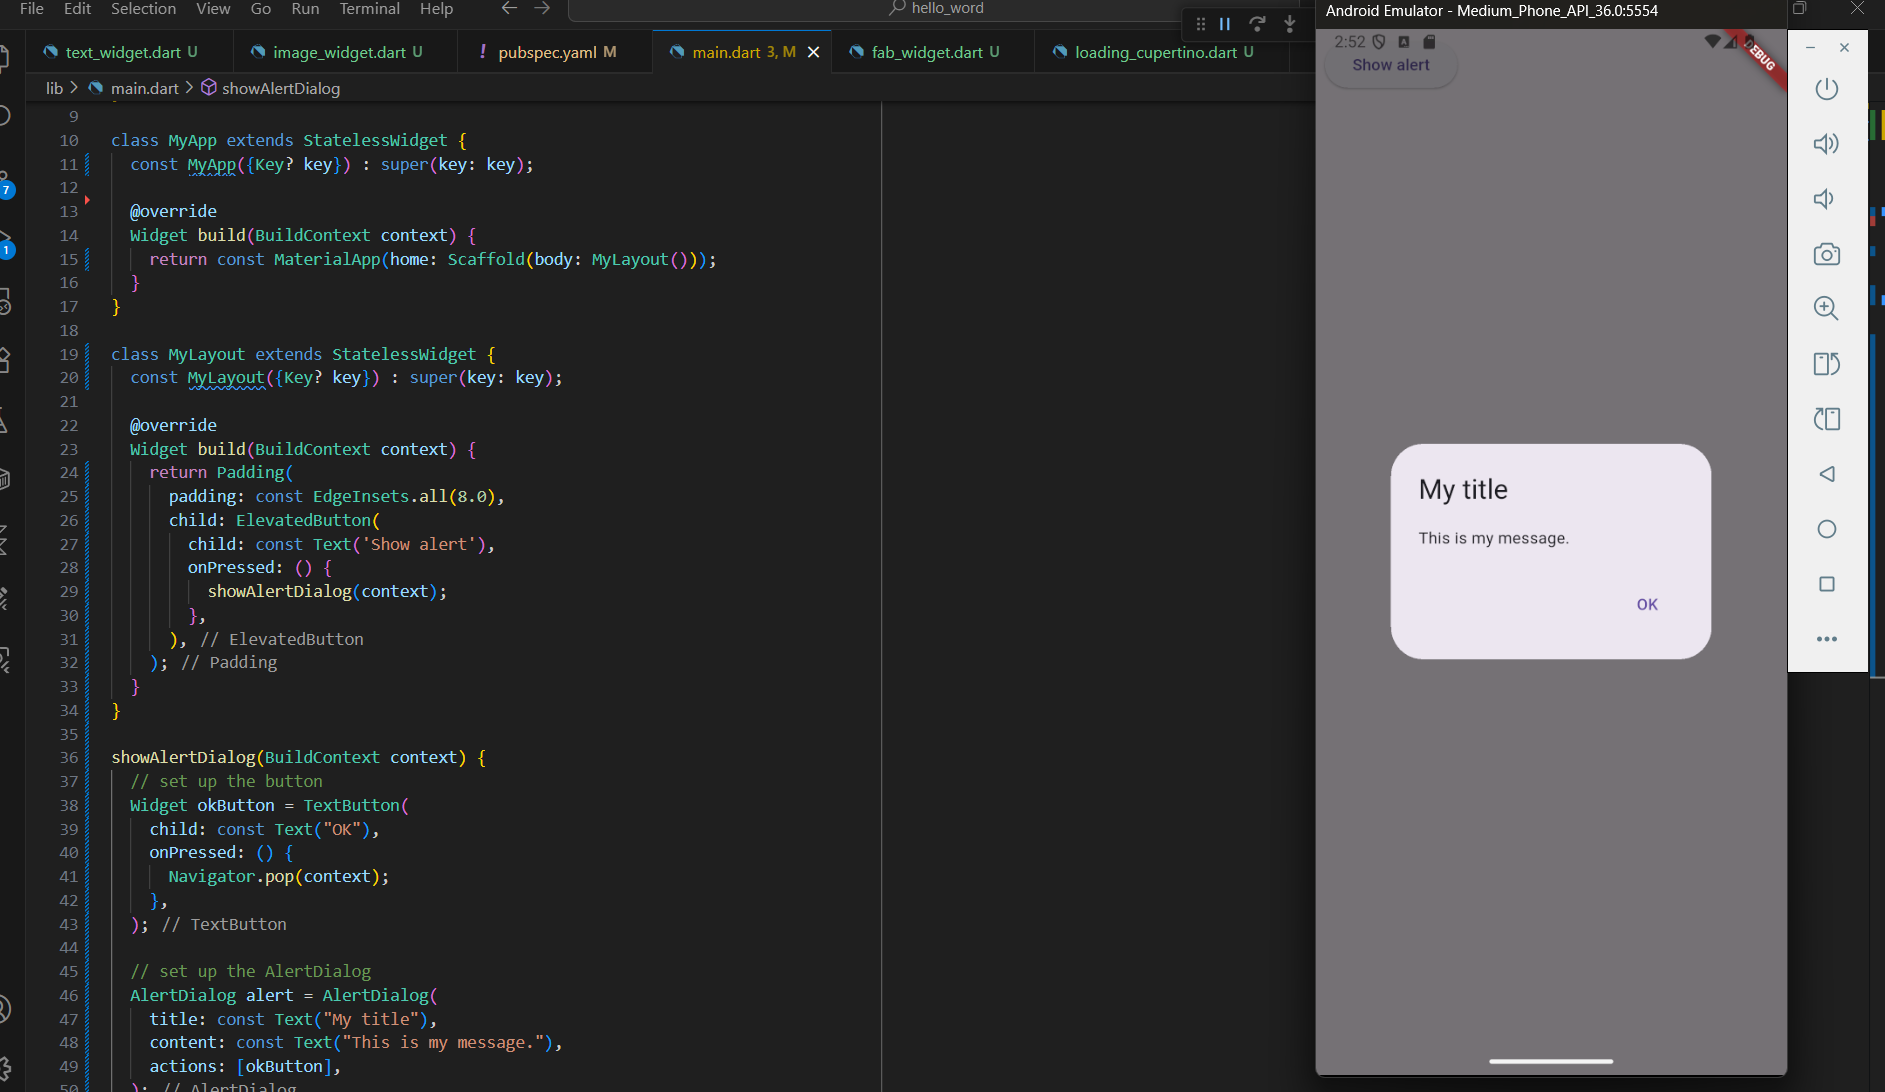 File Edit Selection View Go Run Terminal Help
hello_word
text_widget.dart U
image_widget.dart U
! pubspec.yaml M
main.dart 3, M
fab_widget.dart U
loading_cupertino.dart U
lib > main.dart > showAlertDialog
9
10 class MyApp extends StatelessWidget {
11 const MyApp({Key? key}) : super(key: key);
12
13 @override
14 Widget build(BuildContext context) {
15 return const MaterialApp(home: Scaffold(body: MyLayout()));
16 }
17 }
18
19 class MyLayout extends StatelessWidget {
20 const MyLayout({Key? key}) : super(key: key);
21
22 @override
23 Widget build(BuildContext context) {
24 return Padding(
25 padding: const EdgeInsets.all(8.0),
26 child: ElevatedButton(
27 child: const Text('Show alert'),
28 onPressed: () {
29 showAlertDialog(context);
30 },
31 ), // ElevatedButton
32 ); // Padding
33 }
34 }
35
36 showAlertDialog(BuildContext context) {
37 // set up the button
38 Widget okButton = TextButton(
39 child: const Text("OK"),
40 onPressed: () {
41 Navigator.pop(context);
42 },
43 ); // TextButton
44
45 // set up the AlertDialog
46 AlertDialog alert = AlertDialog(
47 title: const Text("My title"),
48 content: const Text("This is my message."),
49 actions: [okButton],
50 ); // AlertDialog
7
1
Android Emulator - Medium_Phone_API_36.0:5554
2:52
DEBUG
Show alert
My title
This is my message.
OK